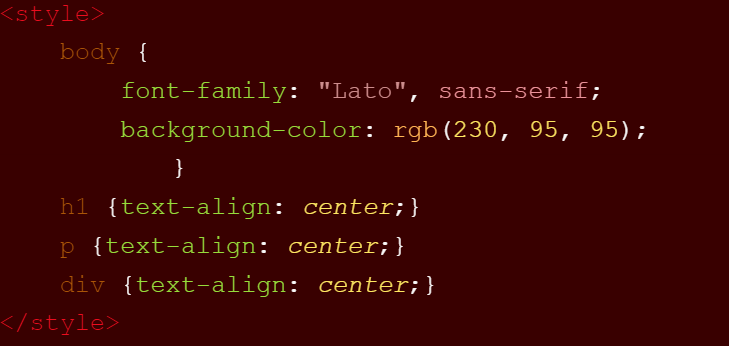 <style>
body {
font-family: "Lato", sans-serif;
background-color: rgb(230, 95, 95);
}
h1 {text-align: center;}
p {text-align: center;}
div {text-align: center;}
</style>